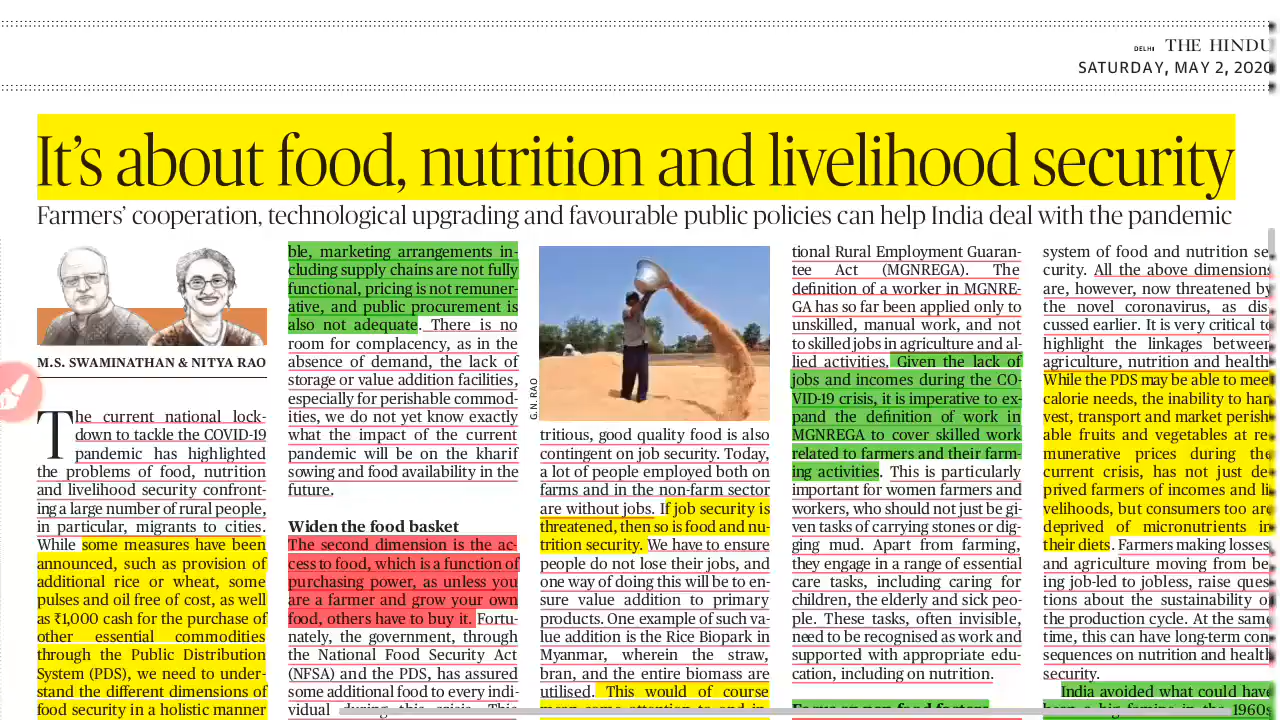 DELHI THE HINDU
SATURDAY, MAY 2, 2020
It's about food, nutrition and livelihood security
Farmers' cooperation, technological upgrading and favourable public policies can help India deal with the pandemic
M.S. SWAMINATHAN & NITYA RAO
The current national lock-
down to tackle the COVID-19
pandemic has highlighted
the problems of food, nutrition
and livelihood security confront-
ing a large number of rural people,
in particular, migrants to cities.
While some measures have been
announced, such as provision of
additional rice or wheat, some
pulses and oil free of cost, as well
as ₹1,000 cash for the purchase of
other essential commodities
through the Public Distribution
System (PDS), we need to under-
stand the different dimensions of
food security in a holistic manner
ble, marketing arrangements in-
cluding supply chains are not fully
functional, pricing is not remuner-
ative, and public procurement is
also not adequate. There is no
room for complacency, as in the
absence of demand, the lack of
storage or value addition facilities,
especially for perishable commod-
ities, we do not yet know exactly
what the impact of the current
pandemic will be on the kharif
sowing and food availability in the
future.
Widen the food basket
The second dimension is the ac-
cess to food, which is a function of
purchasing power, as unless you
are a farmer and grow your own
food, others have to buy it. Fortu-
nately, the government, through
the National Food Security Act
(NFSA) and the PDS, has assured
some additional food to every indi-
vidual during this crisis. This
G.N. RAO
tritious, good quality food is also
contingent on job security. Today,
a lot of people employed both on
farms and in the non-farm sector
are without jobs. If job security is
threatened, then so is food and nu-
trition security. We have to ensure
people do not lose their jobs, and
one way of doing this will be to en-
sure value addition to primary
products. One example of such va-
lue addition is the Rice Biopark in
Myanmar, wherein the straw,
bran, and the entire biomass are
utilised. This would of course
tional Rural Employment Guaran-
tee Act (MGNREGA). The
definition of a worker in MGNRE-
GA has so far been applied only to
unskilled, manual work, and not
to skilled jobs in agriculture and al-
lied activities. Given the lack of
jobs and incomes during the CO-
VID-19 crisis, it is imperative to ex-
pand the definition of work in
MGNREGA to cover skilled work
related to farmers and their farm-
ing activities. This is particularly
important for women farmers and
workers, who should not just be gi-
ven tasks of carrying stones or dig-
ging mud. Apart from farming,
they engage in a range of essential
care tasks, including caring for
children, the elderly and sick peo-
ple. These tasks, often invisible,
need to be recognised as work and
supported with appropriate edu-
cation, including on nutrition.
system of food and nutrition se
curity. All the above dimensions
are, however, now threatened by
the novel coronavirus, as dis
cussed earlier. It is very critical to
highlight the linkages between
agriculture, nutrition and health
While the PDS may be able to meet
calorie needs, the inability to har
vest, transport and market perish
able fruits and vegetables at re
munerative prices during the
current crisis, has not just de
prived farmers of incomes and li
velihoods, but consumers too are
deprived of micronutrients in
their diets. Farmers making losses,
and agriculture moving from be
ing job-led to jobless, raise ques
tions about the sustainability of
the production cycle. At the same
time, this can have long-term con
sequences on nutrition and health
security.
India avoided what could have
1960s